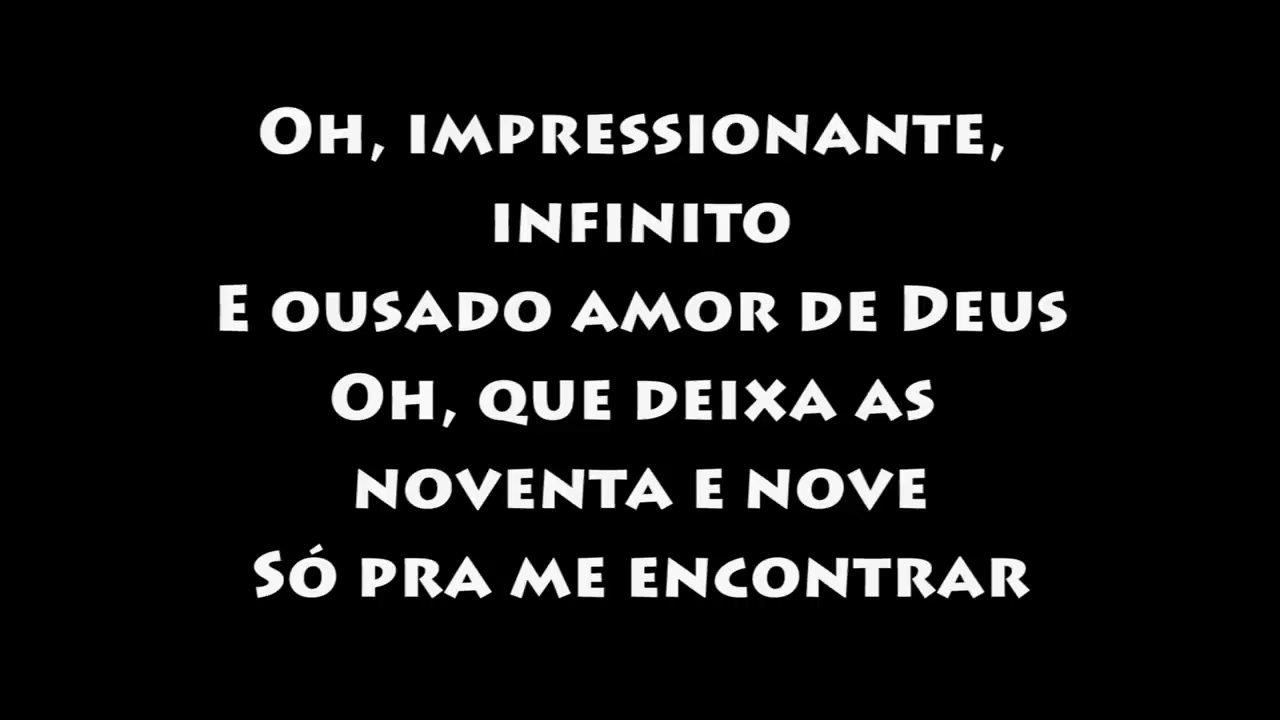 Oh, impressionante,
infinito
E ousado amor de Deus
Oh, que deixa as
noventa e nove
Só pra me encontrar